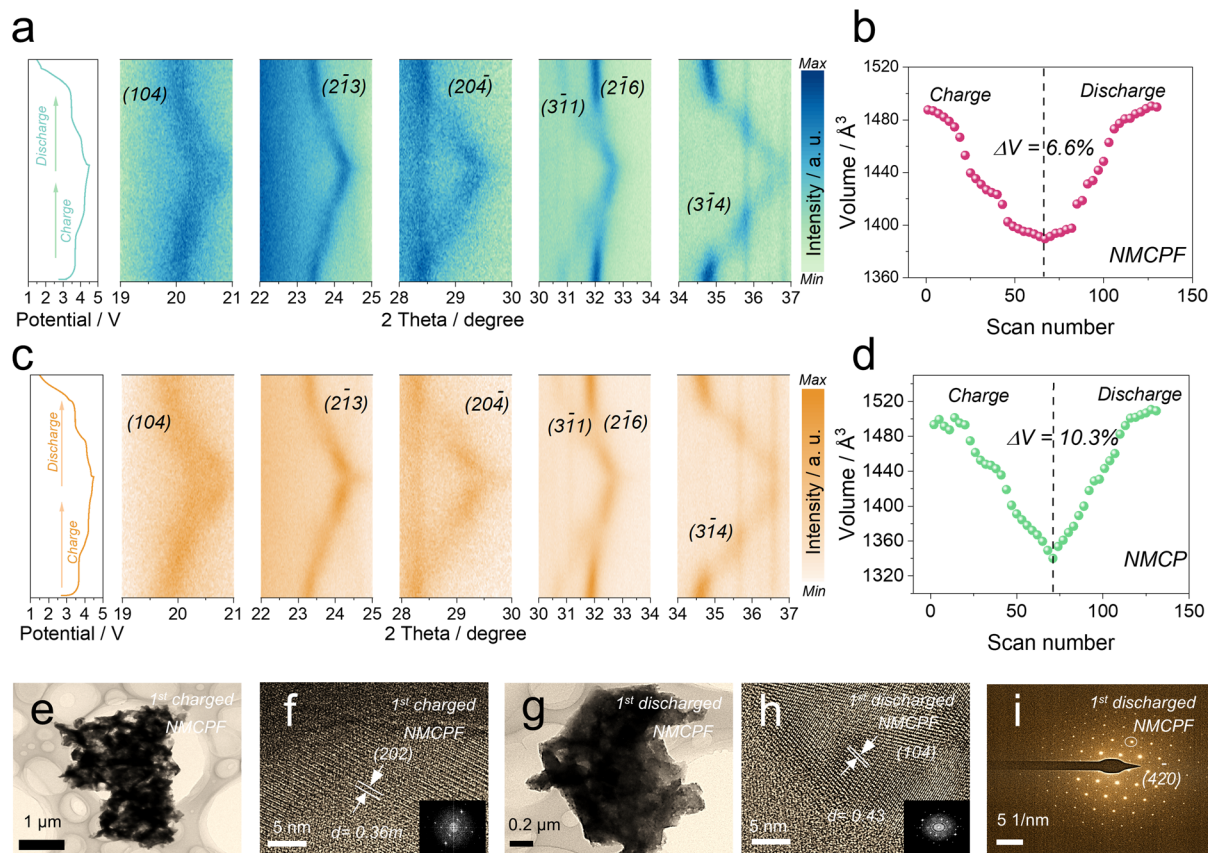 a
Discharge
Charge
1 2 3 4 5
Potential / V
(104)
19 20 21
(2̄13)
22 23 24 25
(204̄)
28 29 30
2 Theta / degree
(31̄1) (21̄6)
30 31 32 33 34
(31̄4)
34 35 36 37
Max
Intensity / a. u.
Min
b
1520
1480
1440
1400
1360
Volume / Å³
Charge Discharge
ΔV = 6.6%
NMCPF
0 50 100 150
Scan number
c
Discharge
Charge
1 2 3 4 5
Potential / V
(104)
19 20 21
(21̄3)
22 23 24 25
(204̄)
28 29 30
2 Theta / degree
(31̄1) (21̄6)
30 31 32 33 34
(31̄4)
34 35 36 37
Max
Intensity / a. u.
Min
d
1520
1480
1440
1400
1360
1320
Volume / Å³
Charge Discharge
ΔV = 10.3%
NMCP
0 50 100 150
Scan number
e
1st charged
NMCPF
1 μm
f
1st charged
NMCPF
(202)
d= 0.36m
5 nm
g
1st discharged
NMCPF
0.2 μm
h
1st discharged
NMCPF
(104)
d= 0.43
5 nm
i
1st discharged
NMCPF
(42̄0)
5 1/nm